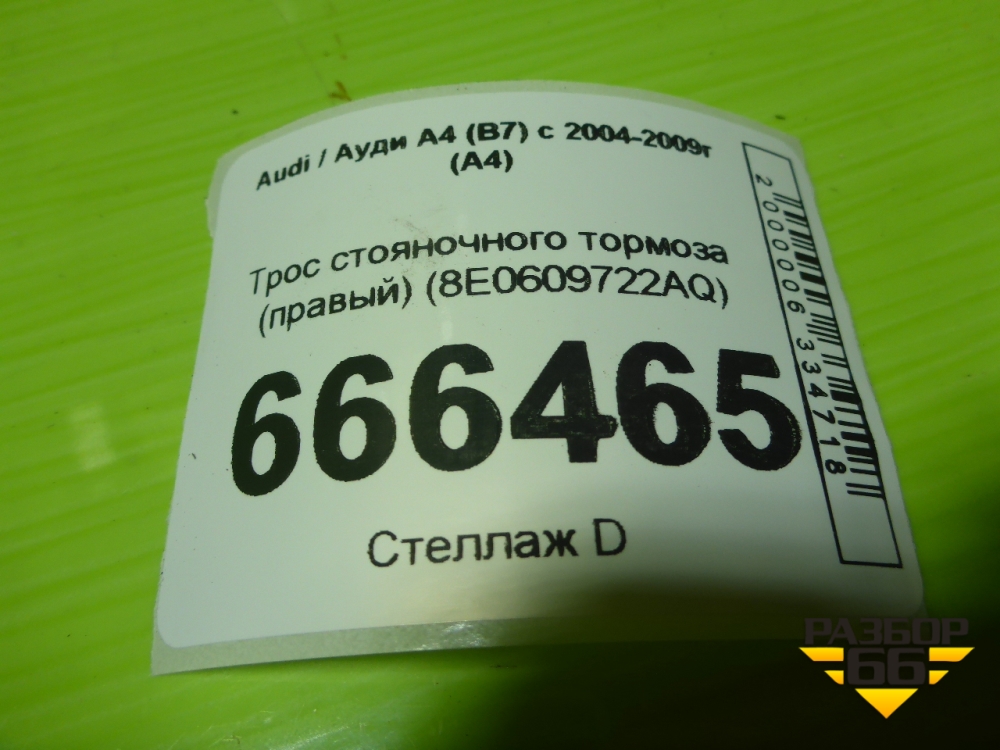 Audi / Ауди А4 (В7) с 2004-2009г
(А4)
Трос стояночного тормоза
(правый) (8E0609722AQ)
666465
Стеллаж D
2000006334718
РАЗБОР
66